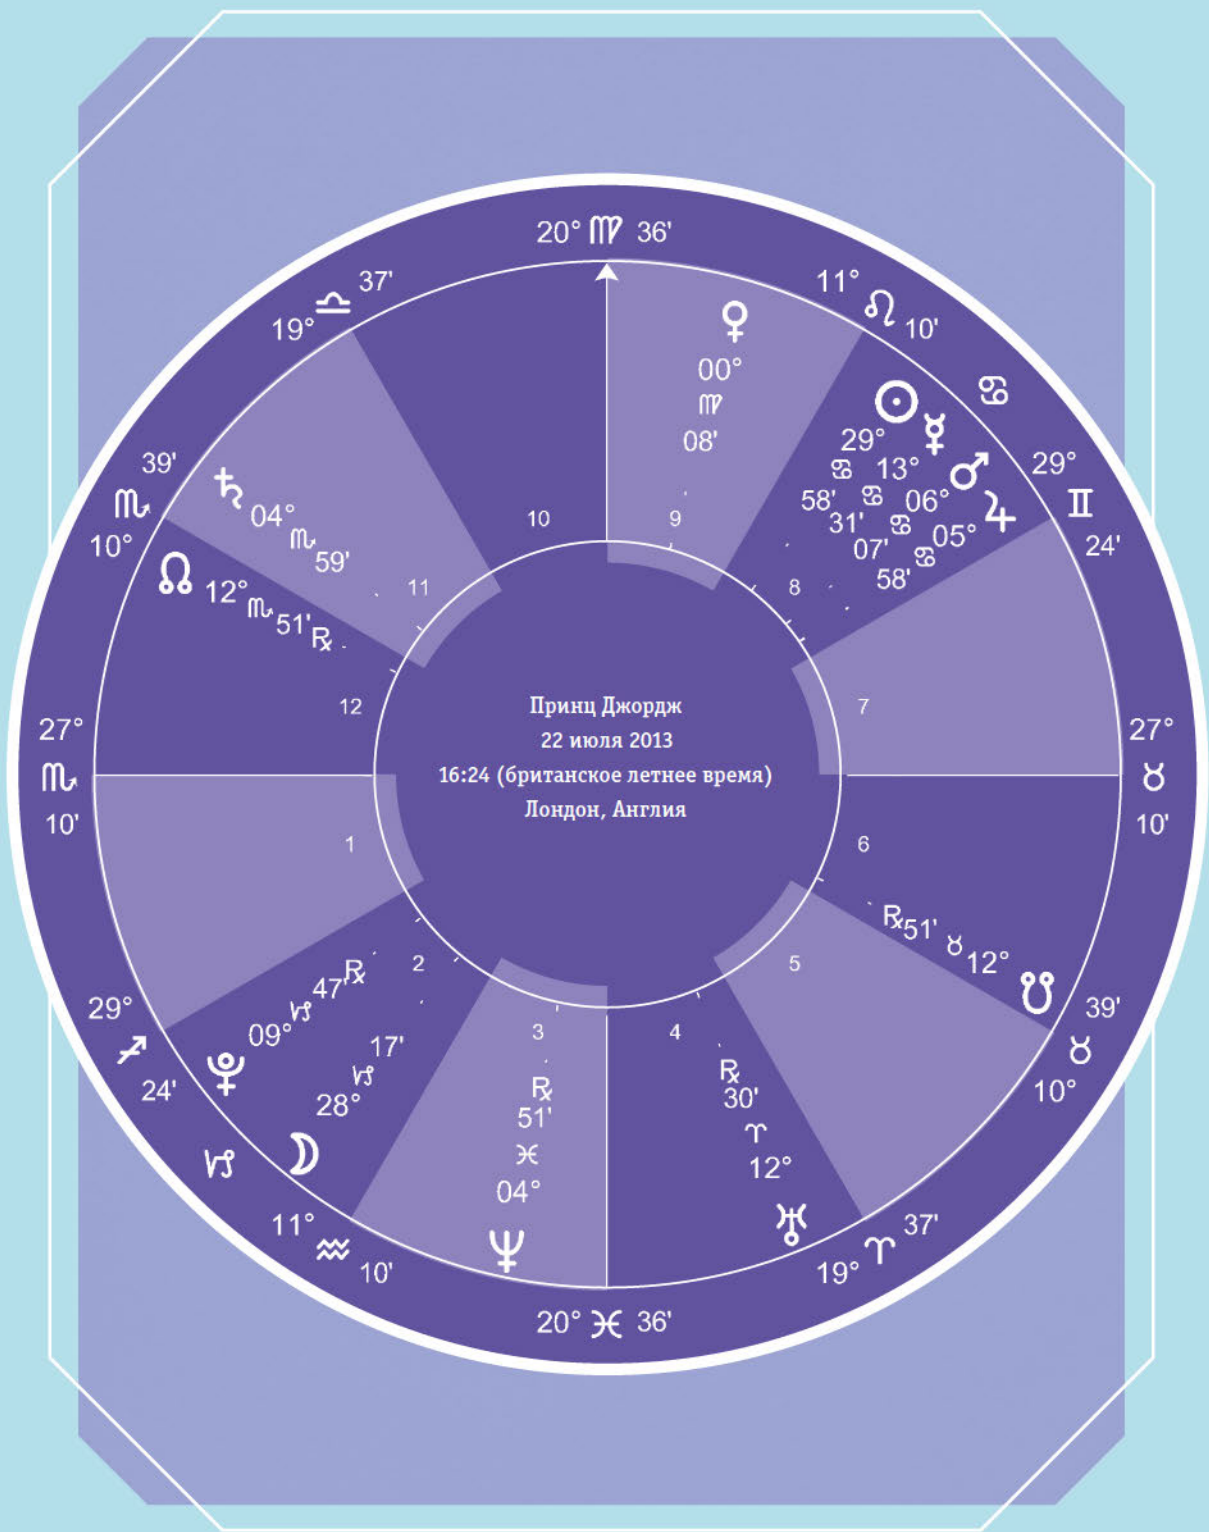 20° ♍ 36'
11° ♌ 10'
♋
29° ♊ 24'
27° ♉ 10'
39' ♉ 10°
37' ♈ 19°
20° ♓ 36'
11° ♒ 10'
♑
29° ♐ 24'
27° ♏ 10'
39' ♏ 10°
37' ♎ 19°
♀ 00° ♍ 08'
☉ 29° ♋ 58'
☿ 13° ♋ 31'
♂ 06° ♋ 07'
♃ 05° ♋ 58'
♄ 04° ♏ 59'
☊ 12° ♏ 51' ℞
10
9
11
8
12
7
Принц Джордж
22 июля 2013
16:24 (британское летнее время)
Лондон, Англия
1
6
2
5
3
4
℞ 51' ♉ 12° ☋
♇ 09° ♑ 47' ℞
☽ 28° ♑ 17'
℞ 51' ♓ 04° ♆
℞ 30' ♈ 12° ♅